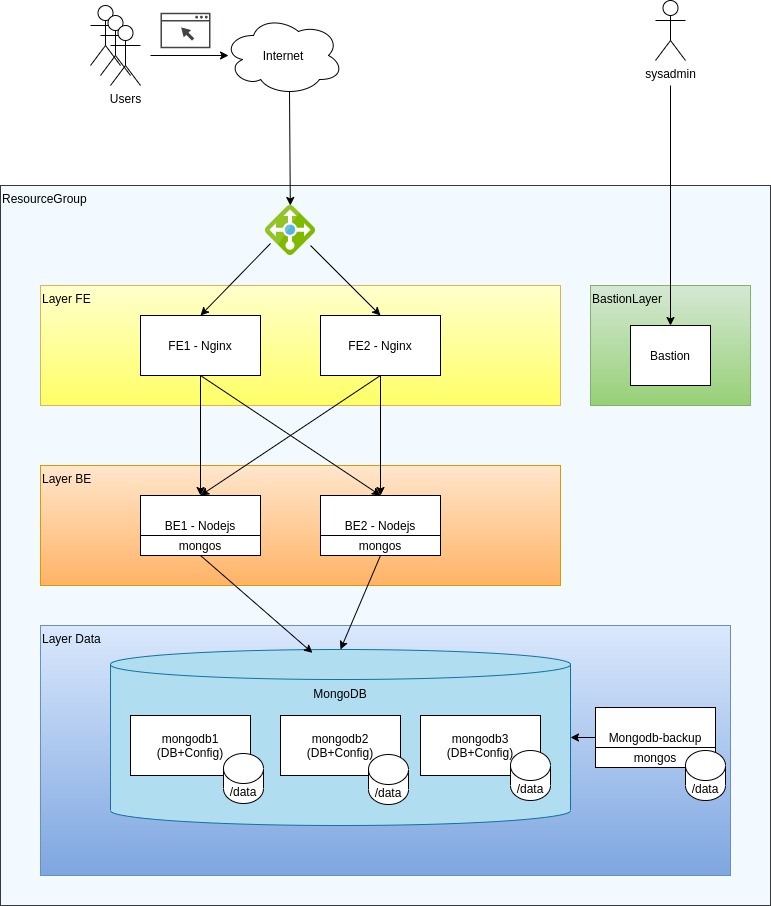 Users
Internet
sysadmin
ResourceGroup
Layer FE
FE1 - Nginx
FE2 - Nginx
BastionLayer
Bastion
Layer BE
BE1 - Nodejs
mongos
BE2 - Nodejs
mongos
Layer Data
MongoDB
mongodb1
(DB+Config)
/data
mongodb2
(DB+Config)
/data
mongodb3
(DB+Config)
/data
Mongodb-backup
mongos
/data